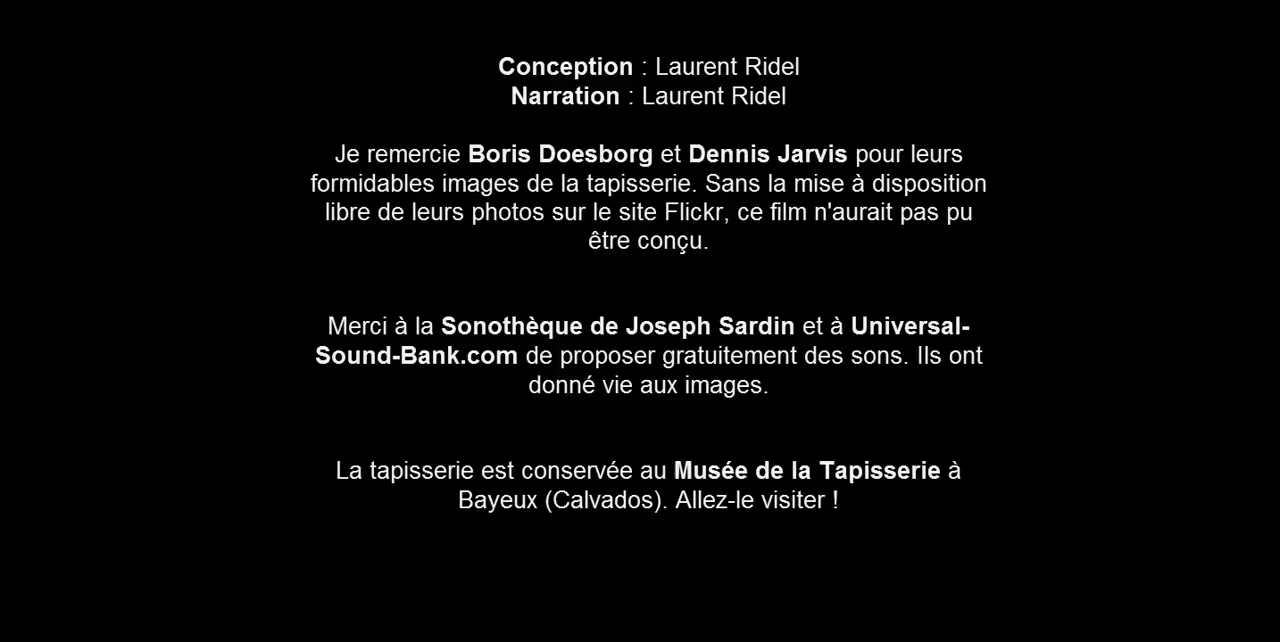 Conception : Laurent Ridel
Narration : Laurent Ridel
Je remercie Boris Doesborg et Dennis Jarvis pour leurs
formidables images de la tapisserie. Sans la mise à disposition
libre de leurs photos sur le site Flickr, ce film n'aurait pas pu
être conçu.
Merci à la Sonothèque de Joseph Sardin et à Universal-
Sound-Bank.com de proposer gratuitement des sons. Ils ont
donné vie aux images.
La tapisserie est conservée au Musée de la Tapisserie à
Bayeux (Calvados). Allez-le visiter !